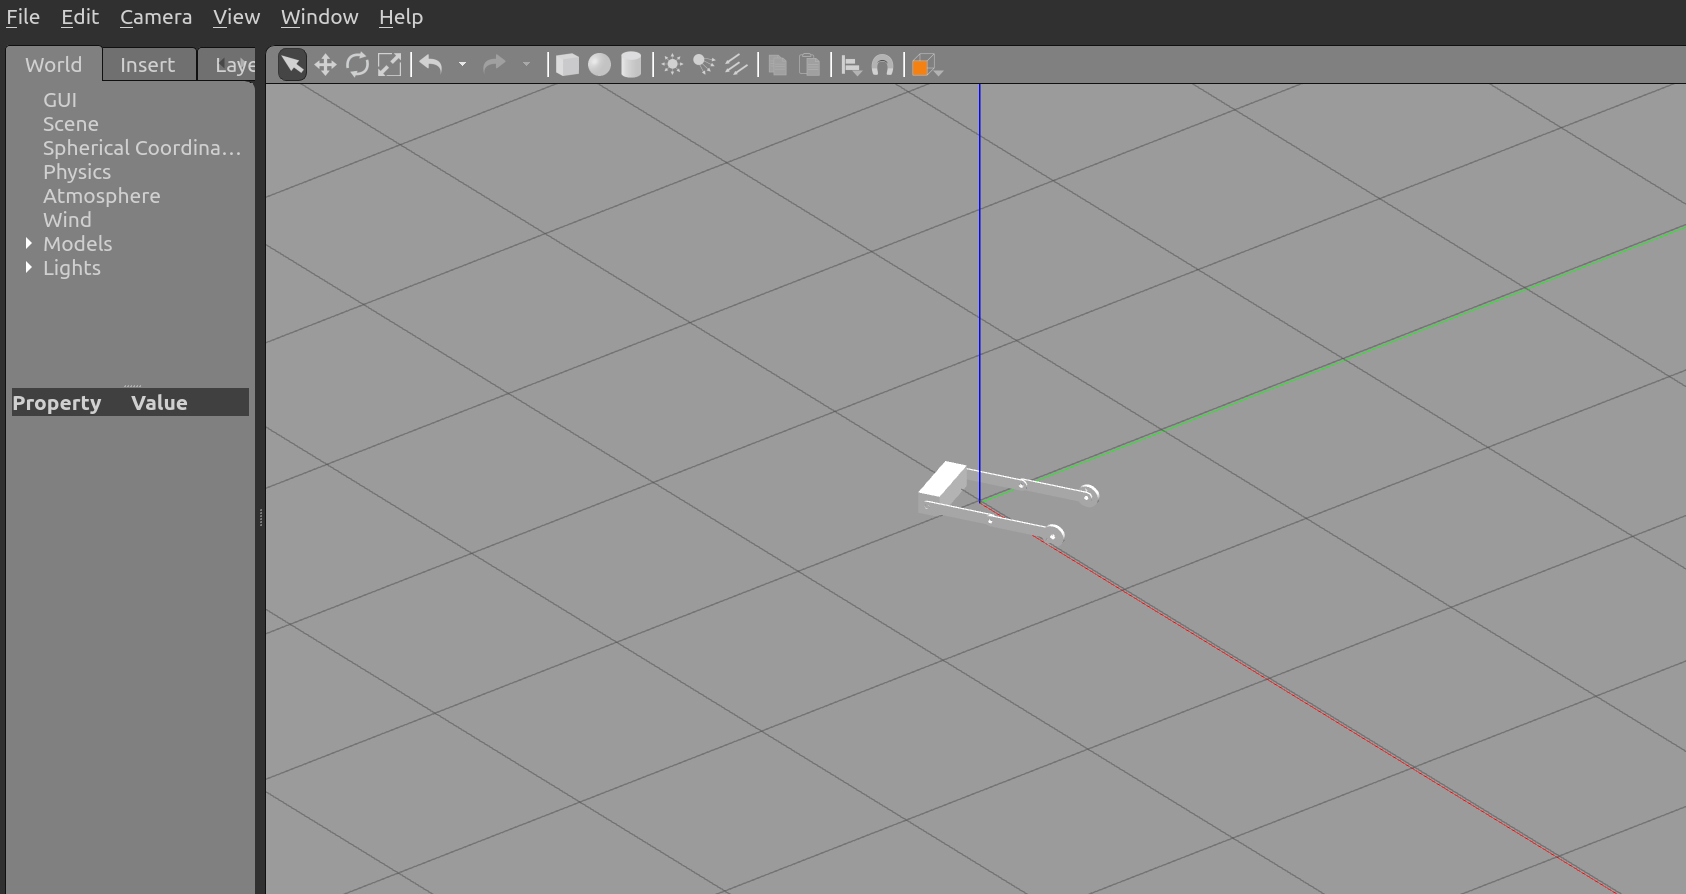 File Edit Camera View Window Help
World Insert Laye
GUI
Scene
Spherical Coordina...
Physics
Atmosphere
Wind
Models
Lights
Property Value